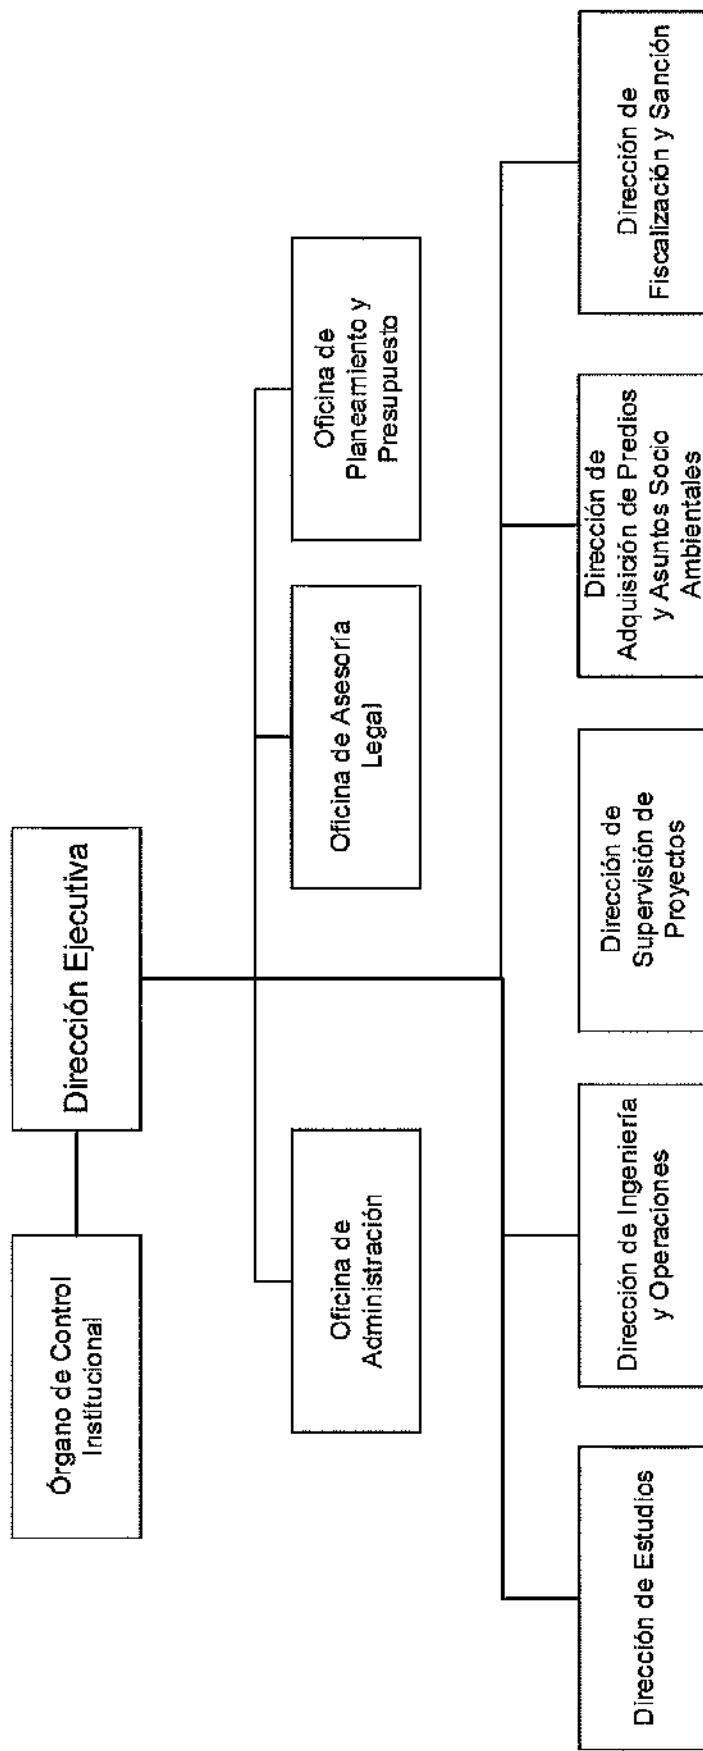 Órgano de Control
Institucional
Dirección Ejecutiva
Oficina de
Administración
Oficina de Asesoría
Legal
Oficina de
Planeamiento y
Presupuesto
Dirección de Estudios
Dirección de Ingeniería
y Operaciones
Dirección de
Supervisión de
Proyectos
Dirección de
Adquisición de Predios
y Asuntos Socio
Ambientales
Dirección de
Fiscalización y Sanción